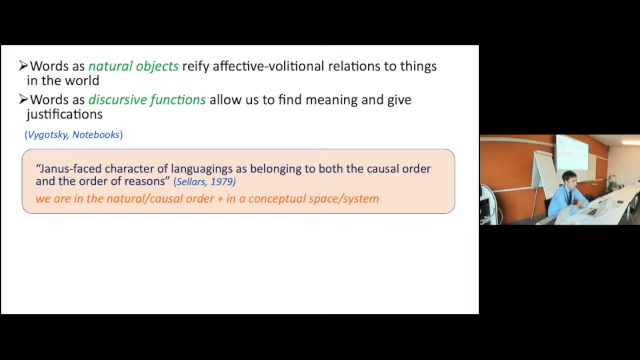 ➢Words as natural objects reify affective-volitional relations to things
in the world
➢Words as discursive functions allow us to find meaning and give
justifications
(Vygotsky, Notebooks)
“Janus-faced character of languagings as belonging to both the causal order
and the order of reasons” (Sellars, 1979)
we are in the natural/causal order + in a conceptual space/system